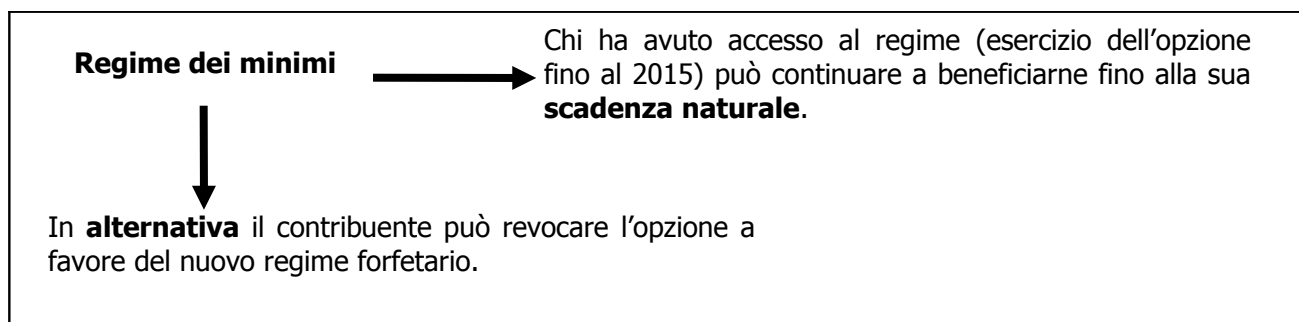 Regime dei minimi
Chi ha avuto accesso al regime (esercizio dell’opzione
fino al 2015) può continuare a beneficiarne fino alla sua
scadenza naturale.
In alternativa il contribuente può revocare l’opzione a
favore del nuovo regime forfetario.